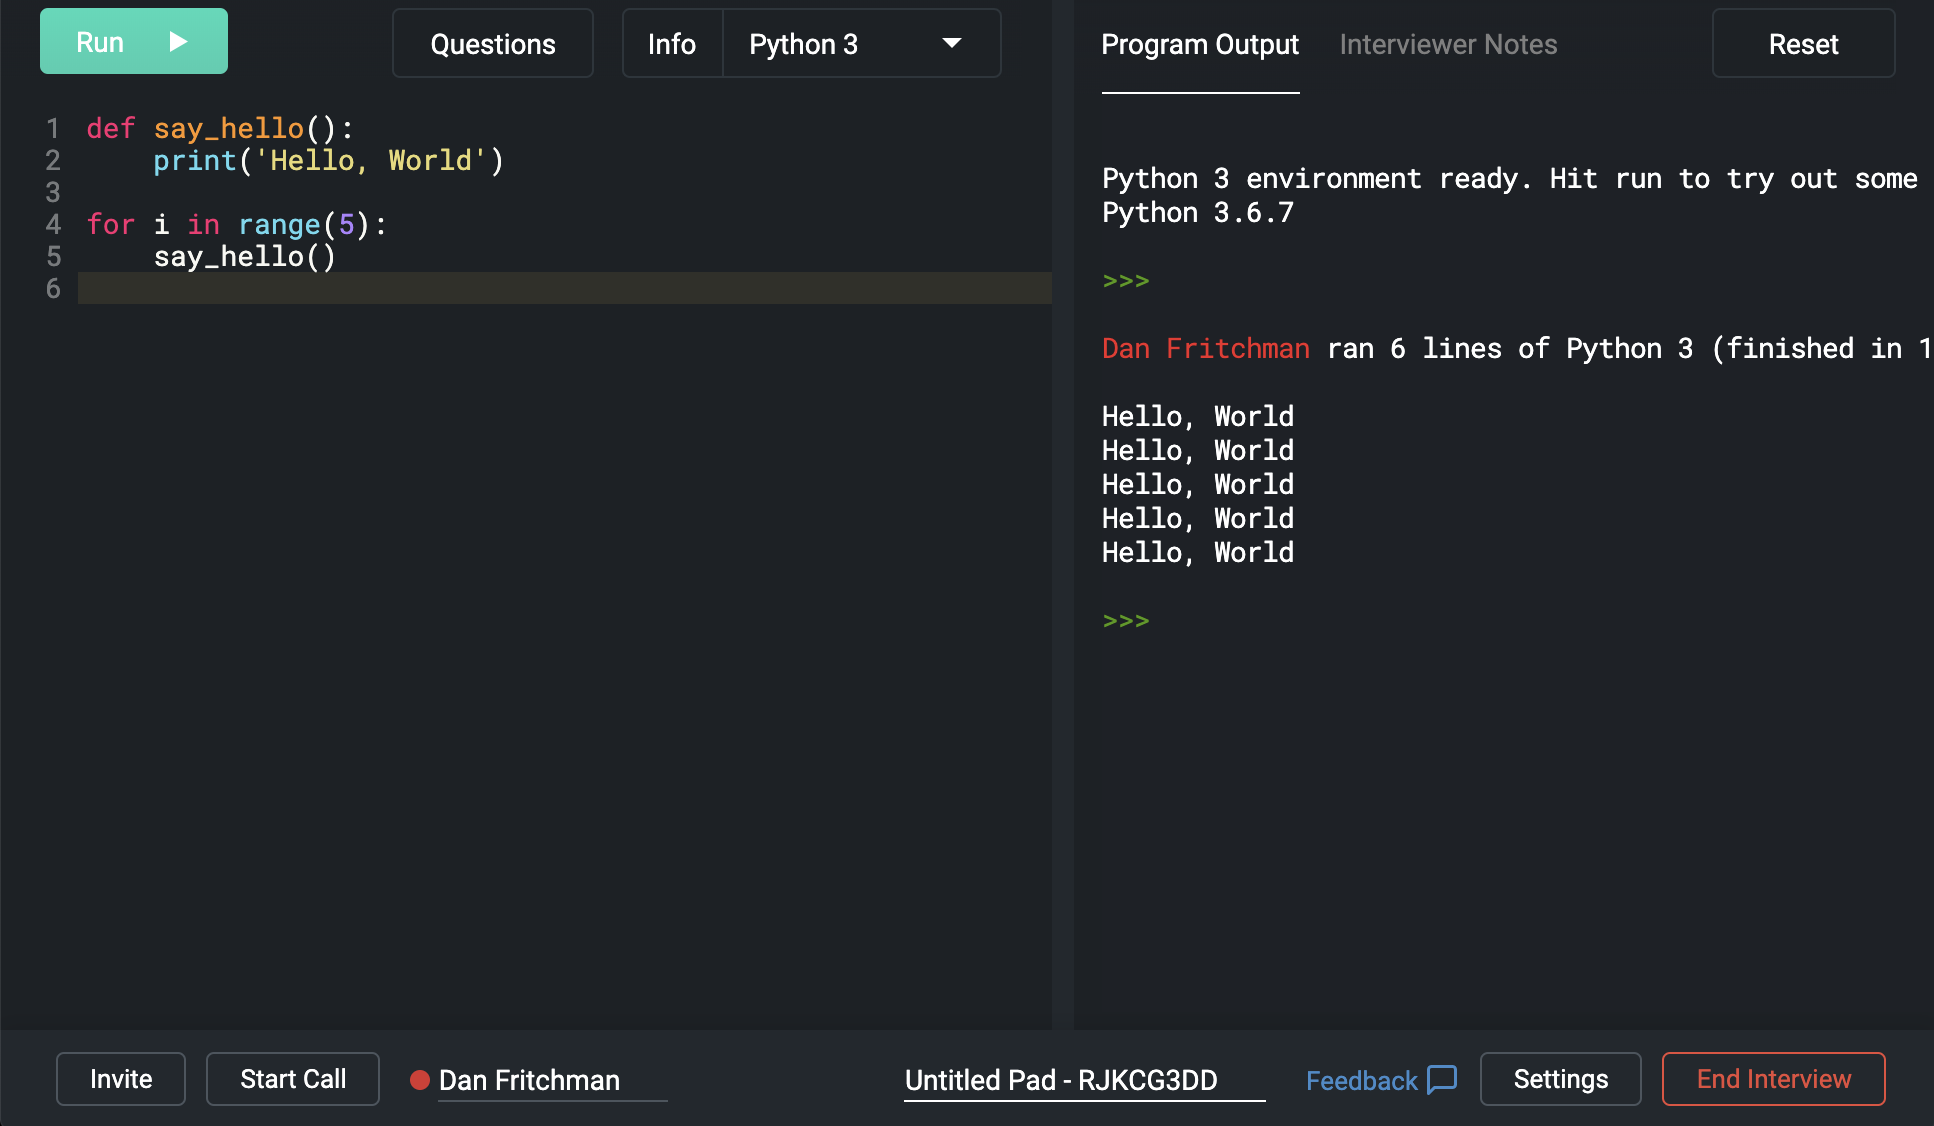 Run
Questions
Info
Python 3
Program Output
Interviewer Notes
Reset
1 def say_hello():
2     print('Hello, World')
3
4 for i in range(5):
5     say_hello()
6
Python 3 environment ready. Hit run to try out some
Python 3.6.7
>>>
Dan Fritchman ran 6 lines of Python 3 (finished in 1
Hello, World
Hello, World
Hello, World
Hello, World
Hello, World
>>>
Invite
Start Call
Dan Fritchman
Untitled Pad - RJKCG3DD
Feedback
Settings
End Interview